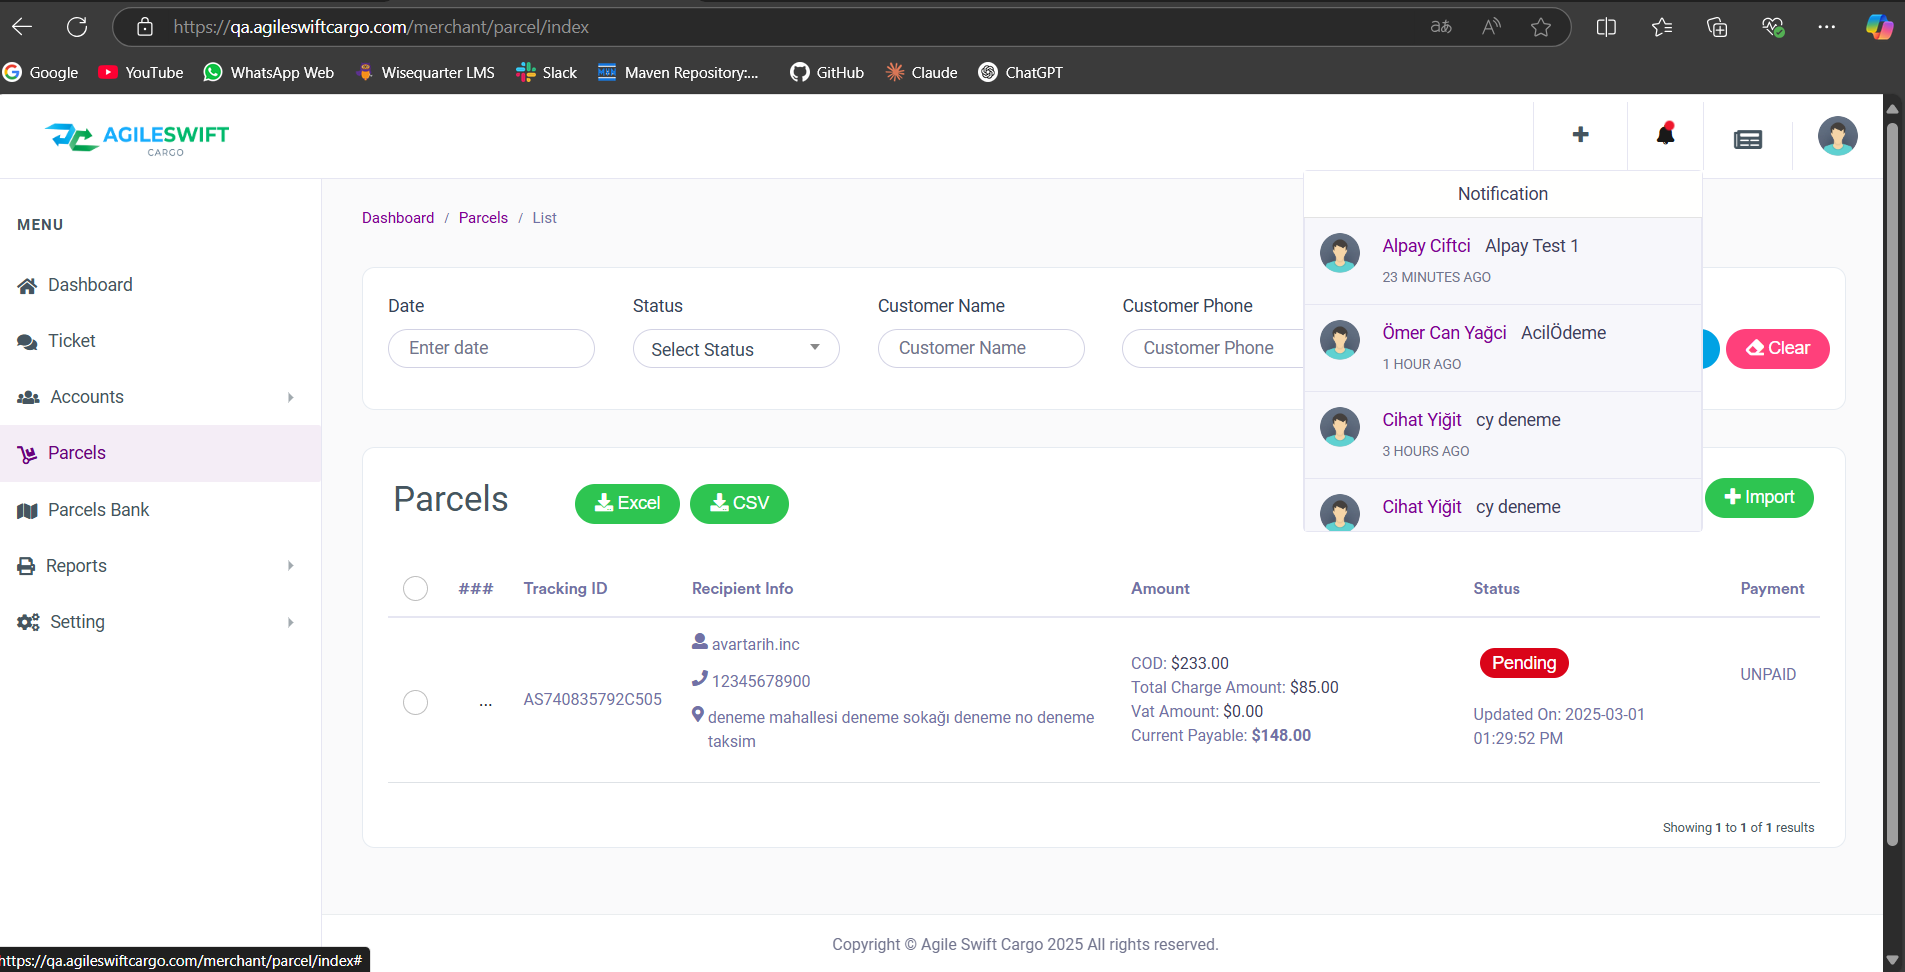 https://qa.agileswiftcargo.com/merchant/parcel/index
Google YouTube WhatsApp Web Wisequarter LMS Slack Maven Repository:... GitHub Claude ChatGPT
AGILESWIFT
CARGO
Notification
Alpay Ciftci Alpay Test 1
23 MINUTES AGO
Ömer Can Yağci AcilÖdeme
1 HOUR AGO
Cihat Yiğit cy deneme
3 HOURS AGO
Cihat Yiğit cy deneme
MENU
Dashboard
Ticket
Accounts
Parcels
Parcels Bank
Reports
Setting
Dashboard / Parcels / List
Date Status Customer Name Customer Phone
Enter date Select Status Customer Name Customer Phone Clear
Parcels Excel CSV Import
### Tracking ID Recipient Info Amount Status Payment
... AS740835792C505
avartarih.inc
12345678900
deneme mahallesi deneme sokağı deneme no deneme
taksim
COD: $233.00
Total Charge Amount: $85.00
Vat Amount: $0.00
Current Payable: $148.00
Pending
Updated On: 2025-03-01
01:29:52 PM
UNPAID
Showing 1 to 1 of 1 results
Copyright © Agile Swift Cargo 2025 All rights reserved.
https://qa.agileswiftcargo.com/merchant/parcel/index#